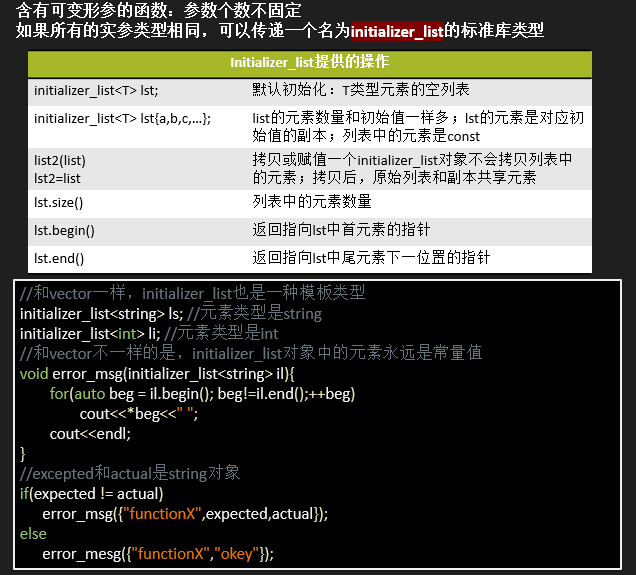 含有可变形参的函数：参数个数不固定
如果所有的实参类型相同，可以传递一个名为initializer_list的标准库类型
Initializer_list提供的操作
initializer_list<T> lst; 默认初始化：T类型元素的空列表
initializer_list<T> lst{a,b,c,…}; list的元素数量和初始值一样多；lst的元素是对应初
始值的副本；列表中的元素是const
list2(list) 拷贝或赋值一个initializer_list对象不会拷贝列表中
lst2=list 的元素；拷贝后，原始列表和副本共享元素
lst.size() 列表中的元素数量
lst.begin() 返回指向lst中首元素的指针
lst.end() 返回指向lst中尾元素下一位置的指针
//和vector一样，initializer_list也是一种模板类型
initializer_list<string> ls; //元素类型是string
initializer_list<int> li; //元素类型是int
//和vector不一样的是，initializer_list对象中的元素永远是常量值
void error_msg(initializer_list<string> il){
for(auto beg = il.begin(); beg!=il.end();++beg)
cout<<*beg<<" ";
cout<<endl;
}
//excepted和actual是string对象
if(expected != actual)
error_msg({"functionX",expected,actual});
else
error_mesg({"functionX","okey"});